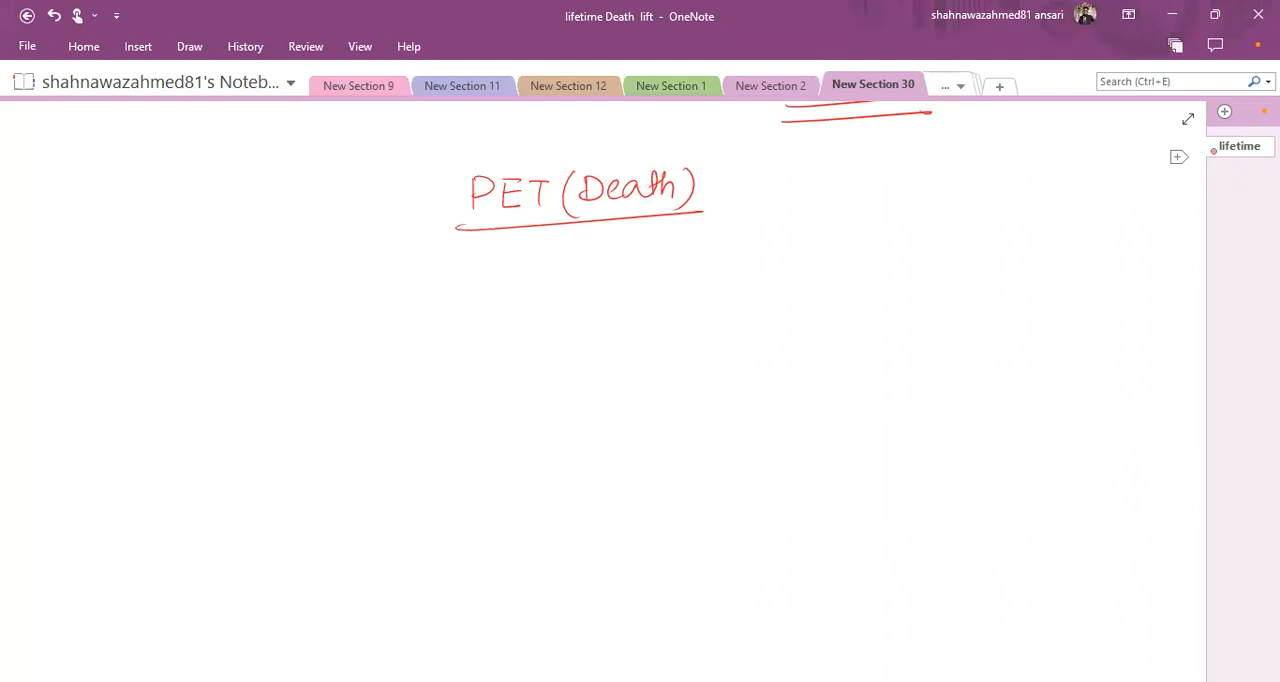 lifetime Death lift - OneNote
shahnawazahmed81 ansari
File Home Insert Draw History Review View Help
shahnawazahmed81's Noteb... New Section 9 New Section 11 New Section 12 New Section 1 New Section 2 New Section 30 ... + Search (Ctrl+E)
lifetime
PET (Death)